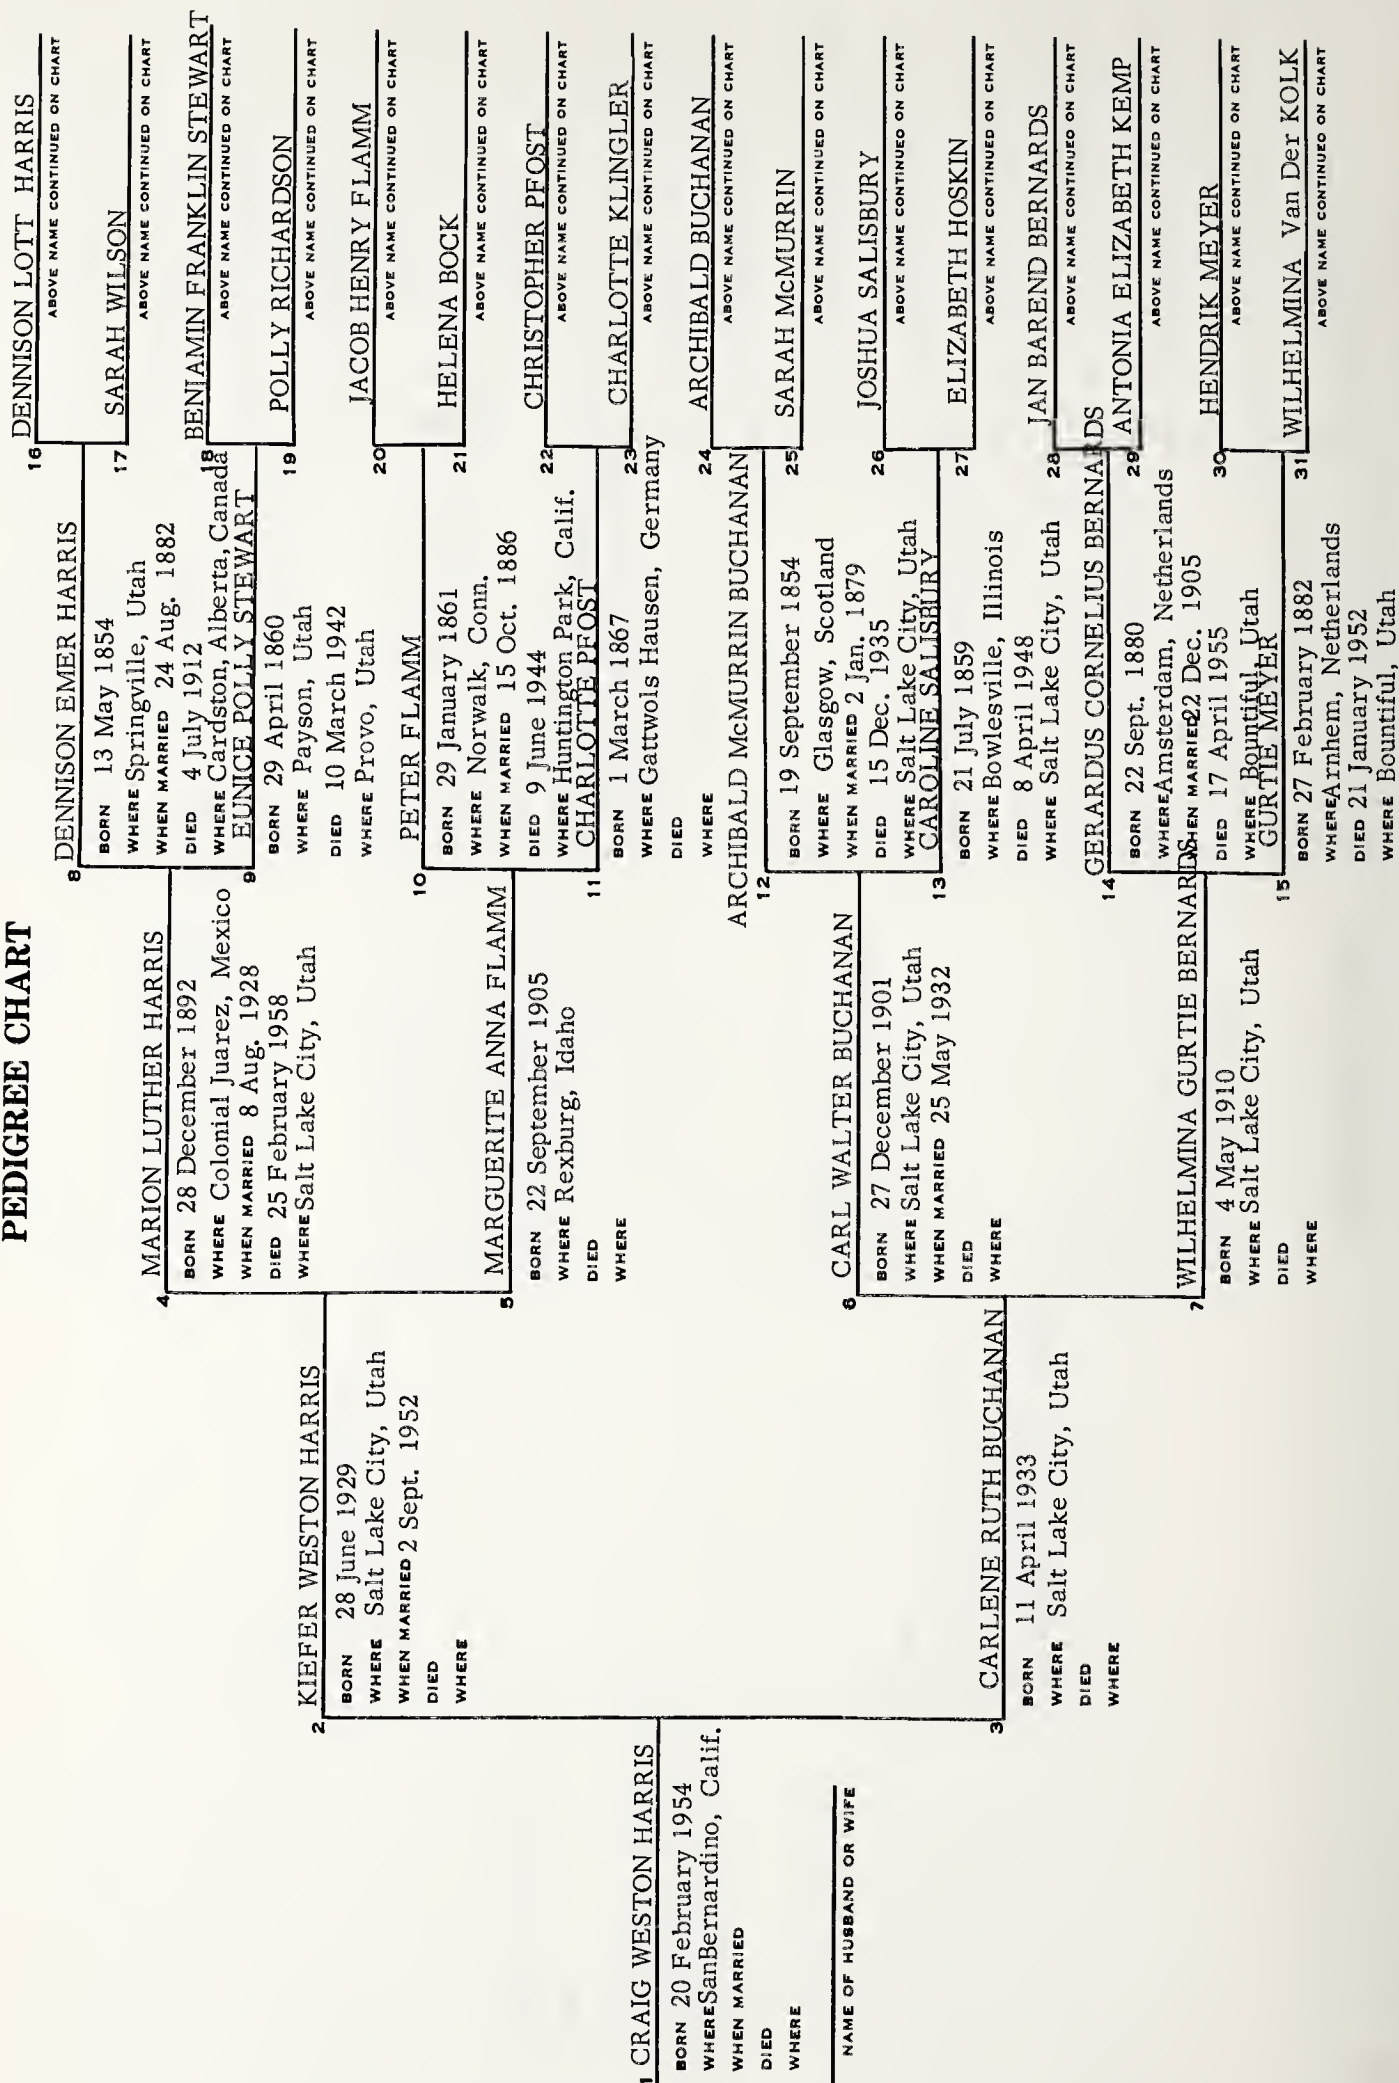 PEDIGREE CHART
1 CRAIG WESTON HARRIS
BORN 20 February 1954
WHERE SanBernardino, Calif.
WHEN MARRIED
DIED
WHERE
NAME OF HUSBAND OR WIFE
2 KIEFER WESTON HARRIS
BORN 28 June 1929
WHERE Salt Lake City, Utah
WHEN MARRIED 2 Sept. 1952
DIED
WHERE
3 CARLENE RUTH BUCHANAN
BORN 11 April 1933
WHERE Salt Lake City, Utah
DIED
WHERE
4 MARION LUTHER HARRIS
BORN 28 December 1892
WHERE Colonial Juarez, Mexico
WHEN MARRIED 8 Aug. 1928
DIED 25 February 1958
WHERE Salt Lake City, Utah
5 MARGUERITE ANNA FLAMM
BORN 22 September 1905
WHERE Rexburg, Idaho
DIED
WHERE
6 CARL WALTER BUCHANAN
BORN 27 December 1901
WHERE Salt Lake City, Utah
WHEN MARRIED 25 May 1932
DIED
WHERE
7 WILHELMINA GURTIE BERNARDS
BORN 4 May 1910
WHERE Salt Lake City, Utah
DIED
WHERE
8 DENNISON EMER HARRIS
BORN 13 May 1854
WHERE Springville, Utah
WHEN MARRIED 24 Aug. 1882
DIED 4 July 1912
WHERE Cardston, Alberta, Canada
9 EUNICE POLLY STEWART
BORN 29 April 1860
WHERE Payson, Utah
DIED 10 March 1942
WHERE Provo, Utah
10 PETER FLAMM
BORN 29 January 1861
WHERE Norwalk, Conn.
WHEN MARRIED 15 Oct. 1886
DIED 9 June 1944
WHERE Huntington Park, Calif.
11 CHARLOTTE PFOST
BORN 1 March 1867
WHERE Gattwols Hausen, Germany
DIED
WHERE
12 ARCHIBALD McMURRIN BUCHANAN
BORN 19 September 1854
WHERE Glasgow, Scotland
WHEN MARRIED 2 Jan. 1879
DIED 15 Dec. 1935
WHERE Salt Lake City, Utah
13 CAROLINE SALISBURY
BORN 21 July 1859
WHERE Bowlesville, Illinois
DIED 8 April 1948
WHERE Salt Lake City, Utah
14 GERARDUS CORNELIUS BERNARDS
BORN 22 Sept. 1880
WHERE Amsterdam, Netherlands
WHEN MARRIED 22 Dec. 1905
DIED 17 April 1955
WHERE Bountiful, Utah
15 GURTIE MEYER
BORN 27 February 1882
WHERE Arnhem, Netherlands
DIED 21 January 1952
WHERE Bountiful, Utah
16 DENNISON LOTT HARRIS
ABOVE NAME CONTINUED ON CHART
17 SARAH WILSON
ABOVE NAME CONTINUED ON CHART
18 BENJAMIN FRANKLIN STEWART
ABOVE NAME CONTINUED ON CHART
19 POLLY RICHARDSON
ABOVE NAME CONTINUED ON CHART
20 JACOB HENRY FLAMM
ABOVE NAME CONTINUED ON CHART
21 HELENA BOCK
ABOVE NAME CONTINUED ON CHART
22 CHRISTOPHER PFOST
ABOVE NAME CONTINUED ON CHART
23 CHARLOTTE KLINGLER
ABOVE NAME CONTINUED ON CHART
24 ARCHIBALD BUCHANAN
ABOVE NAME CONTINUED ON CHART
25 SARAH McMURRIN
ABOVE NAME CONTINUED ON CHART
26 JOSHUA SALISBURY
ABOVE NAME CONTINUED ON CHART
27 ELIZABETH HOSKIN
ABOVE NAME CONTINUED ON CHART
28 JAN BAREND BERNARDS
ABOVE NAME CONTINUED ON CHART
29 ANTONIA ELIZABETH KEMP
ABOVE NAME CONTINUED ON CHART
30 HENDRIK MEYER
ABOVE NAME CONTINUED ON CHART
31 WILHELMINA Van Der KOLK
ABOVE NAME CONTINUED ON CHART